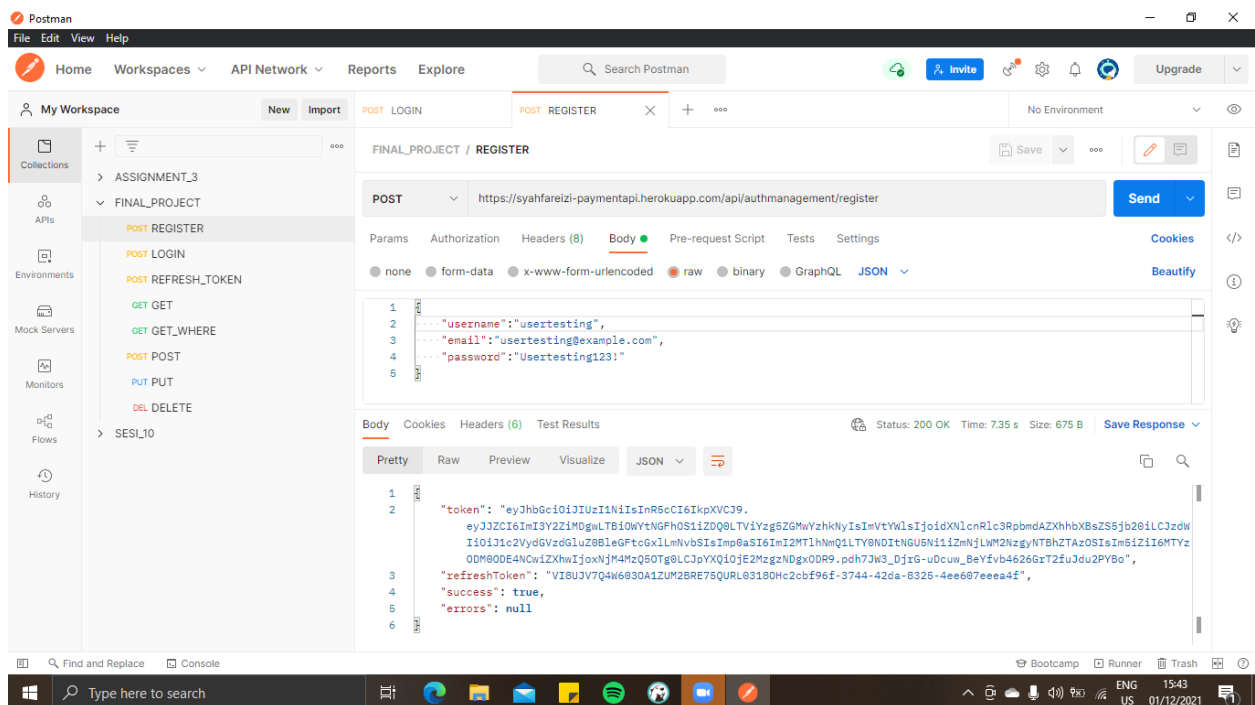 Postman
File Edit View Help
Home Workspaces API Network Reports Explore Search Postman Invite Upgrade
My Workspace New Import POST LOGIN POST REGISTER No Environment
Collections
APIs
Environments
Mock Servers
Monitors
Flows
History
ASSIGNMENT_3
FINAL_PROJECT
POST REGISTER
POST LOGIN
POST REFRESH_TOKEN
GET GET
GET GET_WHERE
POST POST
PUT PUT
DEL DELETE
SESI_10
FINAL_PROJECT / REGISTER Save
POST https://syahfareizi-paymentapi.herokuapp.com/api/authmanagement/register Send
Params Authorization Headers (8) Body Pre-request Script Tests Settings Cookies
none form-data x-www-form-urlencoded raw binary GraphQL JSON Beautify
1 {
2 "username":"usertesting",
3 "email":"usertesting@example.com",
4 "password":"Usertesting123!"
5 }
Body Cookies Headers (6) Test Results Status: 200 OK Time: 7.35 s Size: 675 B Save Response
Pretty Raw Preview Visualize JSON
1 {
2 "token": "eyJhbGciOiJIUzI1NiIsInR5cCI6IkpXVCJ9.
3 "refreshToken": "VI8UJV7Q4W603OA1ZUM2BRE75QURL0318OHc2cbf96f-3744-42da-8325-4ee607eeea4f",
4 "success": true,
5 "errors": null
6 }
Find and Replace Console Bootcamp Runner Trash
Type here to search ENG 15:43
US 01/12/2021